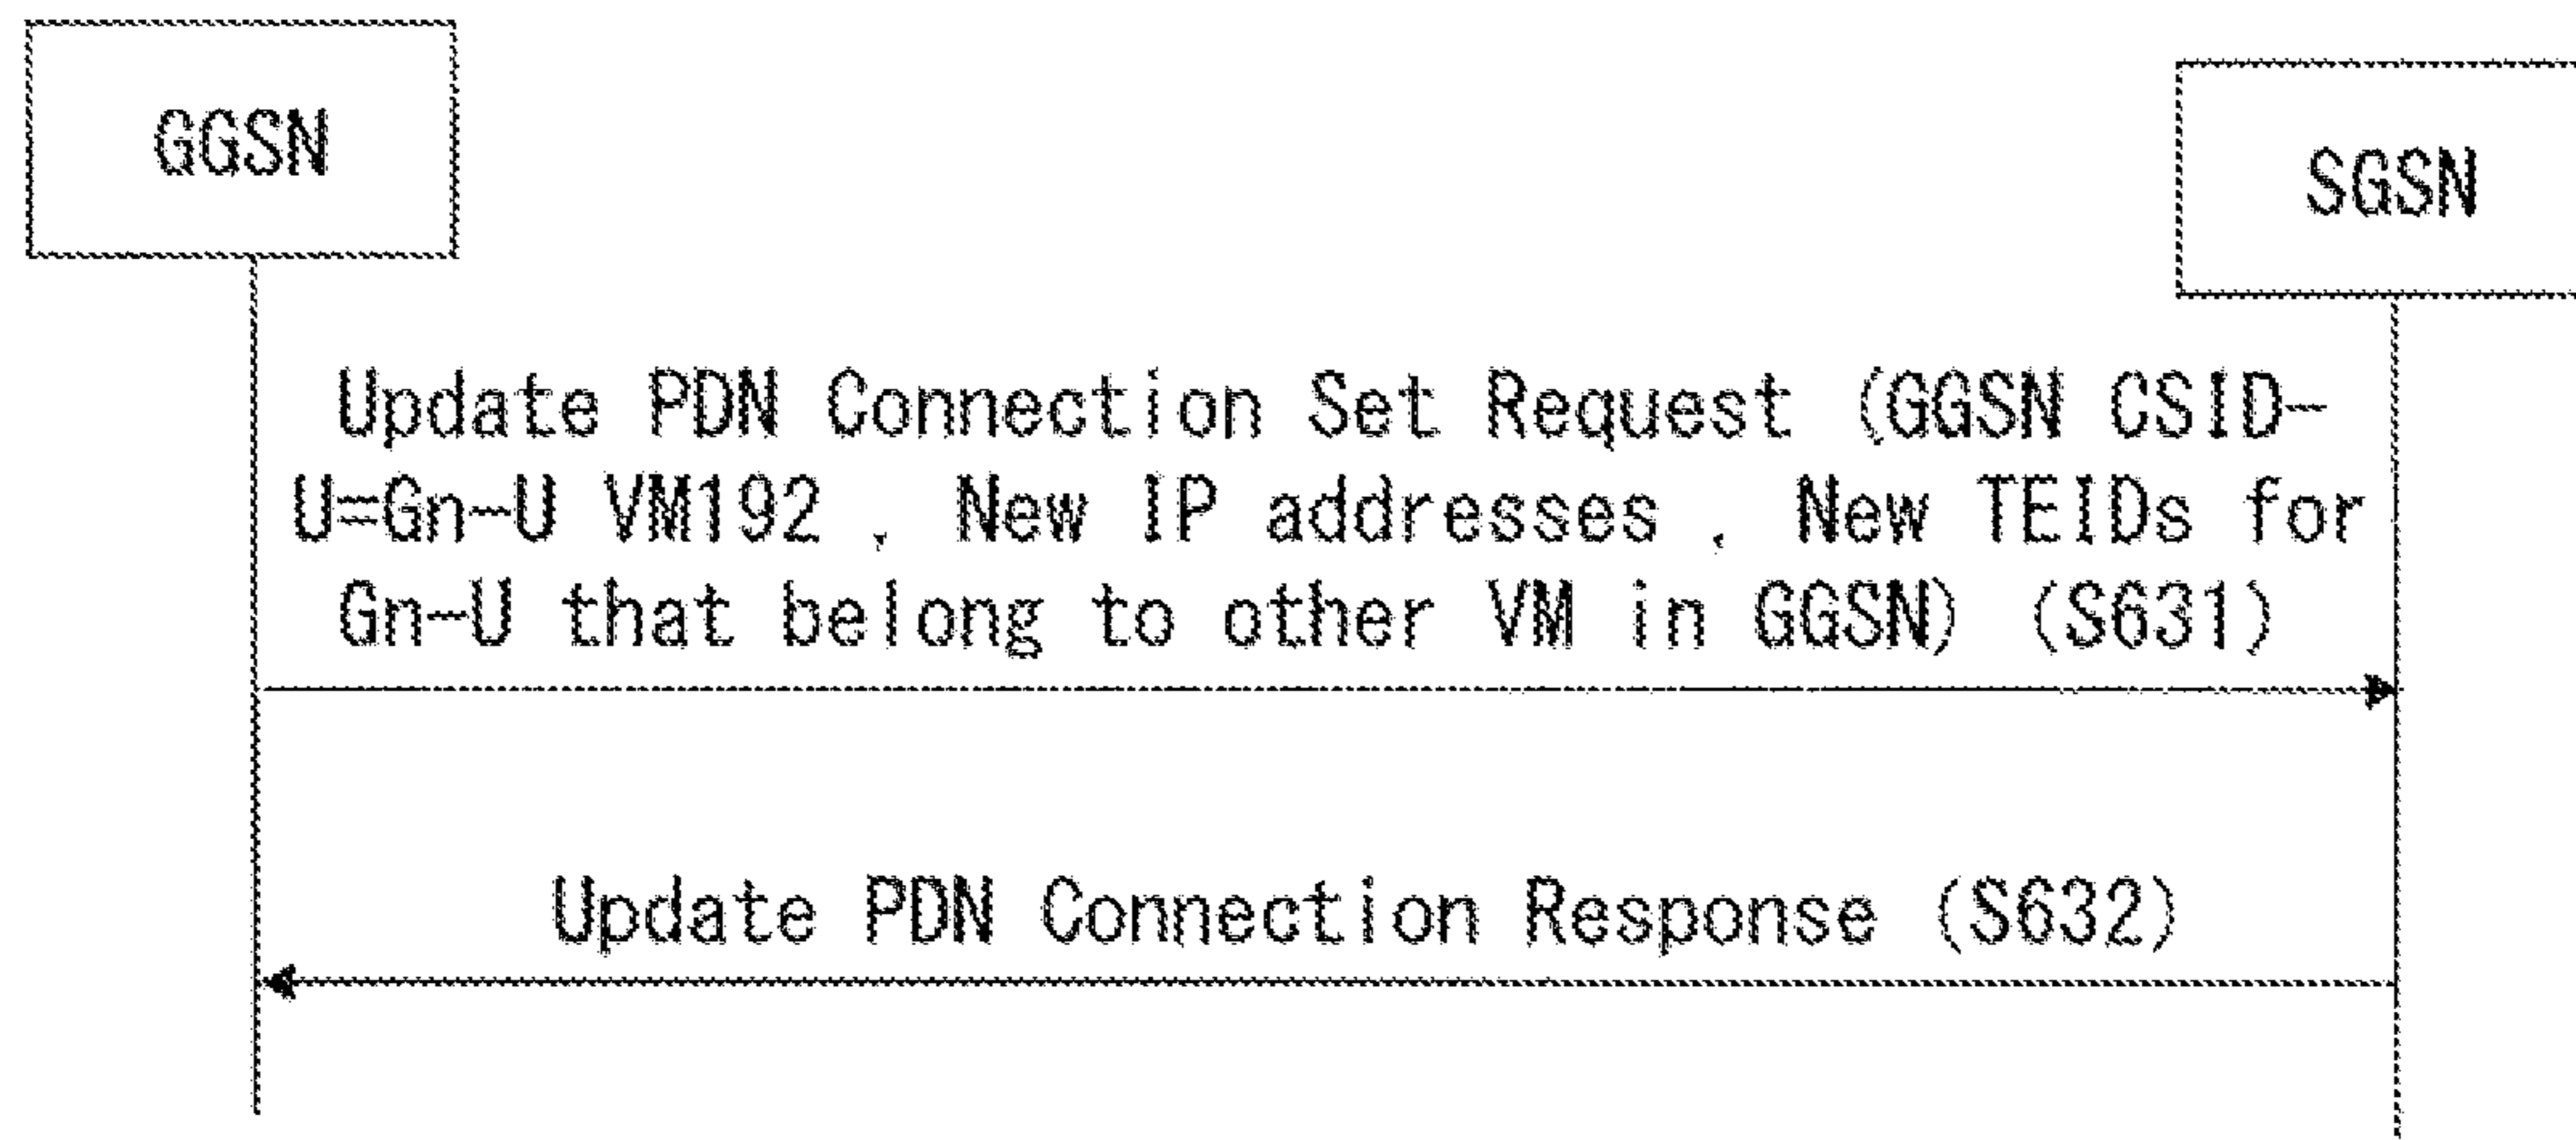 GGSN
SGSN
Update PDN Connection Set Request (GGSN CSID-
U=Gn-U VM192 , New IP addresses , New TEIDs for
Gn-U that belong to other VM in GGSN) (S631)
Update PDN Connection Response (S632)